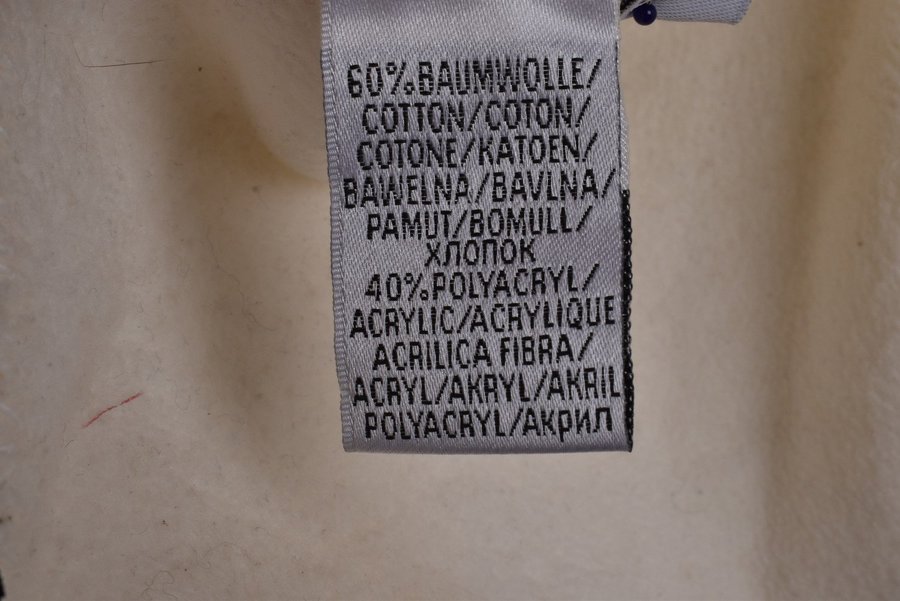 60% BAUMWOLLE/
COTTON/COTON/
COTONE/KATOEN/
BAWEŁNA/BAVLNA/
PAMUT/BOMULL/
ХЛОПОК
40% POLYACRYL/
ACRYLIC/ACRYLIQUE
ACRILICA FIBRA/
ACRYL/AKRYL/AKRIL
POLYACRYL/АКРИЛ